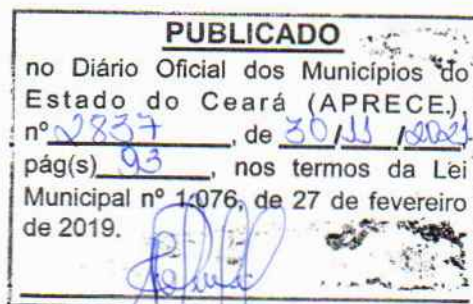 PUBLICADO
no Diário Oficial dos Municípios do
Estado do Ceará (APRECE),
nº 2837, de 30/11/2021
pág(s) 93, nos termos da Lei
Municipal nº 1.076, de 27 de fevereiro
de 2019.